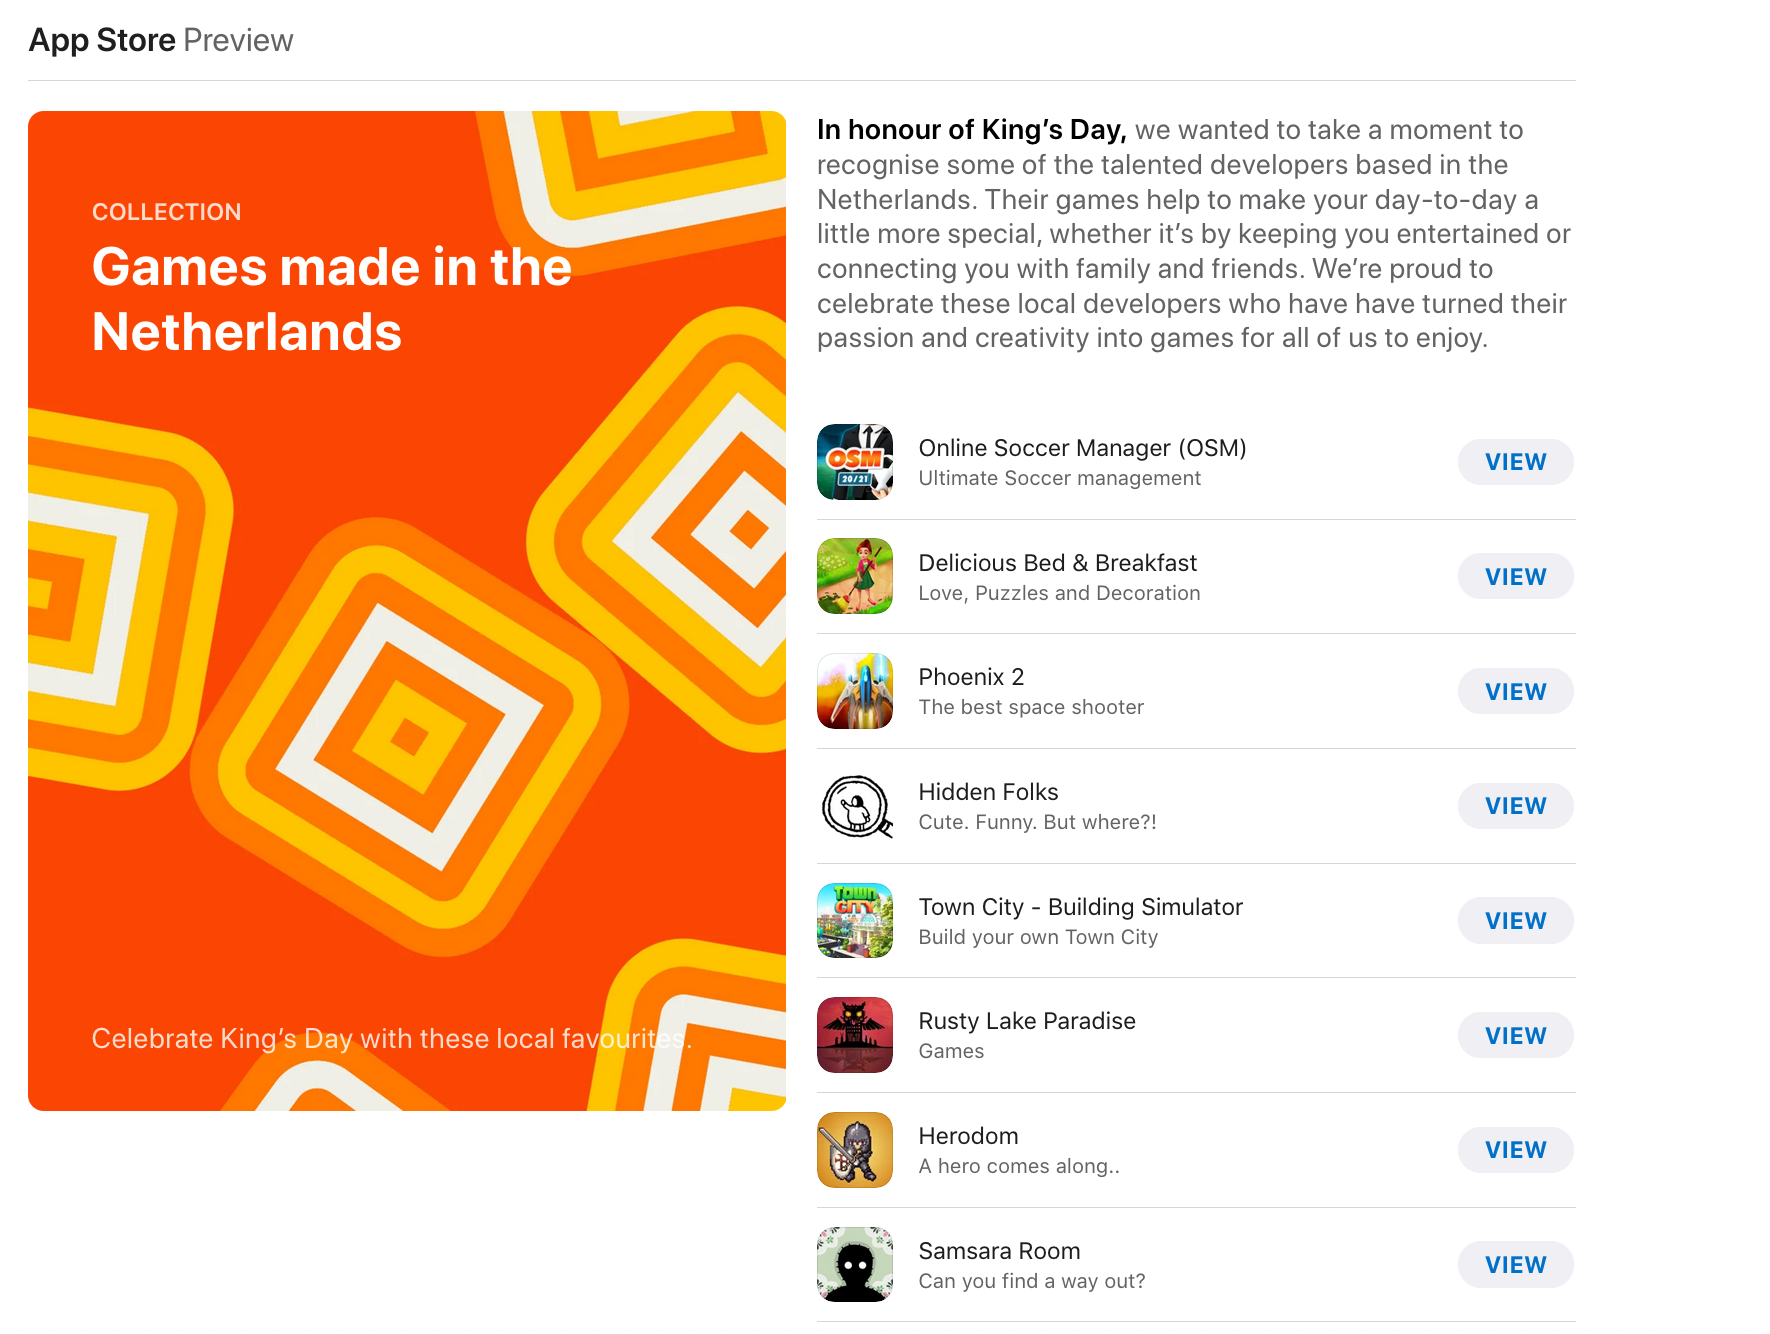 App Store Preview
COLLECTION
Games made in the
Netherlands
Celebrate King's Day with these local favourites.
In honour of King's Day, we wanted to take a moment to
recognise some of the talented developers based in the
Netherlands. Their games help to make your day-to-day a
little more special, whether it's by keeping you entertained or
connecting you with family and friends. We're proud to
celebrate these local developers who have have turned their
passion and creativity into games for all of us to enjoy.
OSM
20/21
Online Soccer Manager (OSM)
Ultimate Soccer management
VIEW
Delicious Bed & Breakfast
Love, Puzzles and Decoration
VIEW
Phoenix 2
The best space shooter
VIEW
Hidden Folks
Cute. Funny. But where?!
VIEW
TOWN
CITY
Town City - Building Simulator
Build your own Town City
VIEW
Rusty Lake Paradise
Games
VIEW
Herodom
A hero comes along..
VIEW
Samsara Room
Can you find a way out?
VIEW